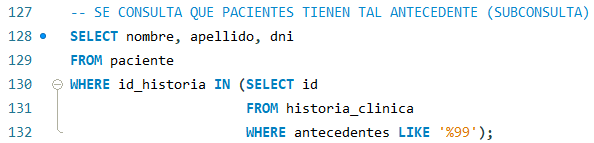 127 -- SE CONSULTA QUE PACIENTES TIENEN TAL ANTECEDENTE (SUBCONSULTA)
128 SELECT nombre, apellido, dni
129 FROM paciente
130 WHERE id_historia IN (SELECT id
131 FROM historia_clinica
132 WHERE antecedentes LIKE '%99');